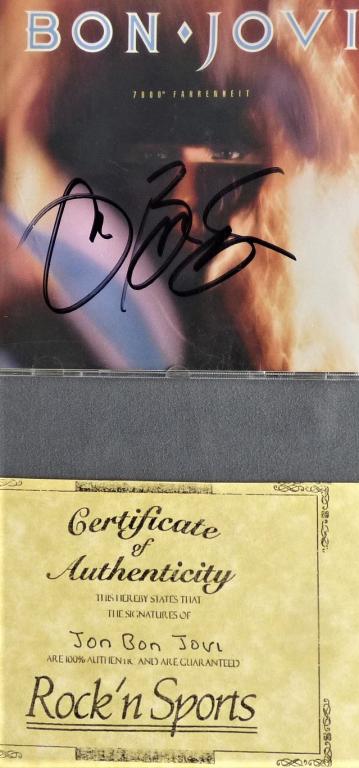 BON • JOVI
7800° FAHRENHEIT
Certificate
of
Authenticity
THIS HEREBY STATES THAT
THE SIGNATURES OF
Jon Bon Jovi
ARE 100% AUTHENTIC AND ARE GUARANTEED
Rock'n Sports